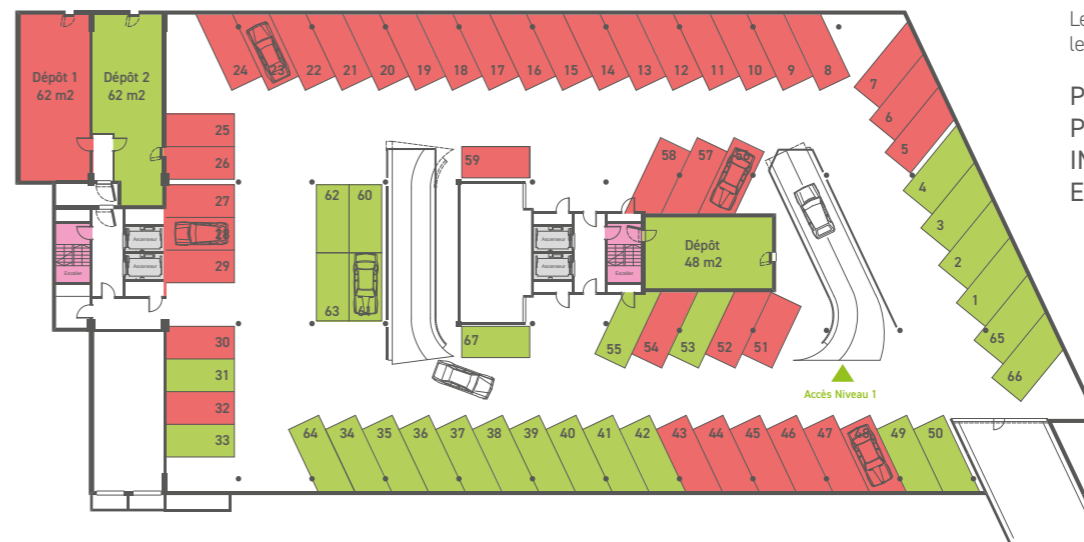 Le
le
P
P
IN
E
Dépôt 1
62 m2
Dépôt 2
62 m2
24 23 22 21 20 19 18 17 16 15 14 13 12 11 10 9 8
7
6
5
4
3
2
1
65
66
25
26
27
28
29
30
31
32
33
62 60
63 61
59
67
58 57 56
Dépôt
48 m2
55 54 53 52 51
Ascenseur
Ascenseur
Escalier
Ascenseur
Ascenseur
Escalier
Accès Niveau 1
64 34 35 36 37 38 39 40 41 42 43 44 45 46 47 48 49 50